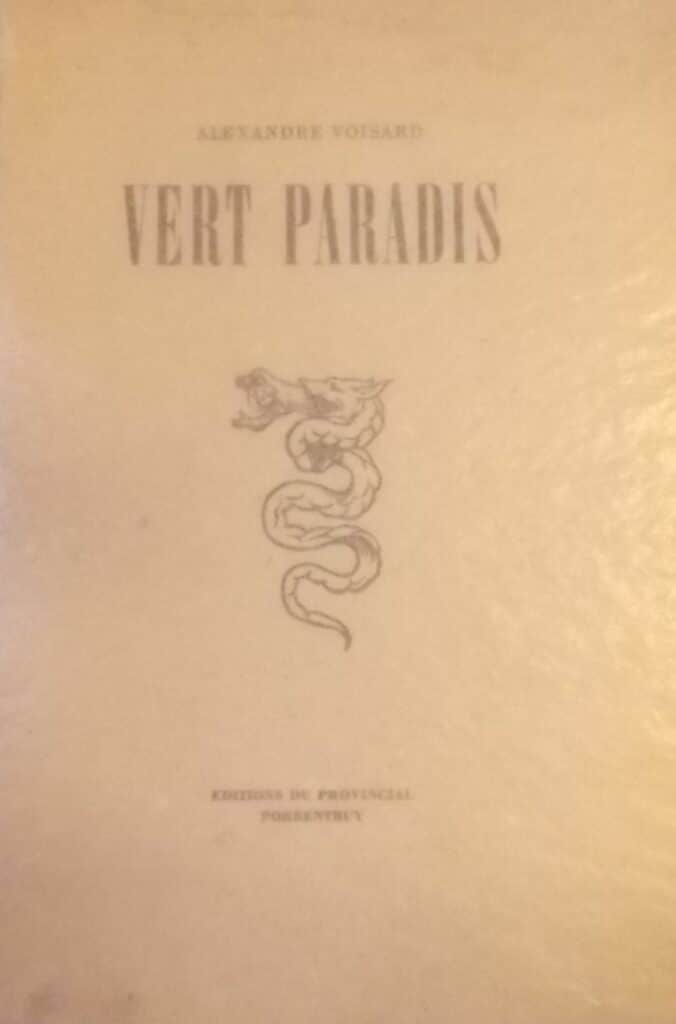 ALEXANDRE VOISARD
VERT PARADIS
EDITIONS DU PROVINCIAL
PORRENTRUY